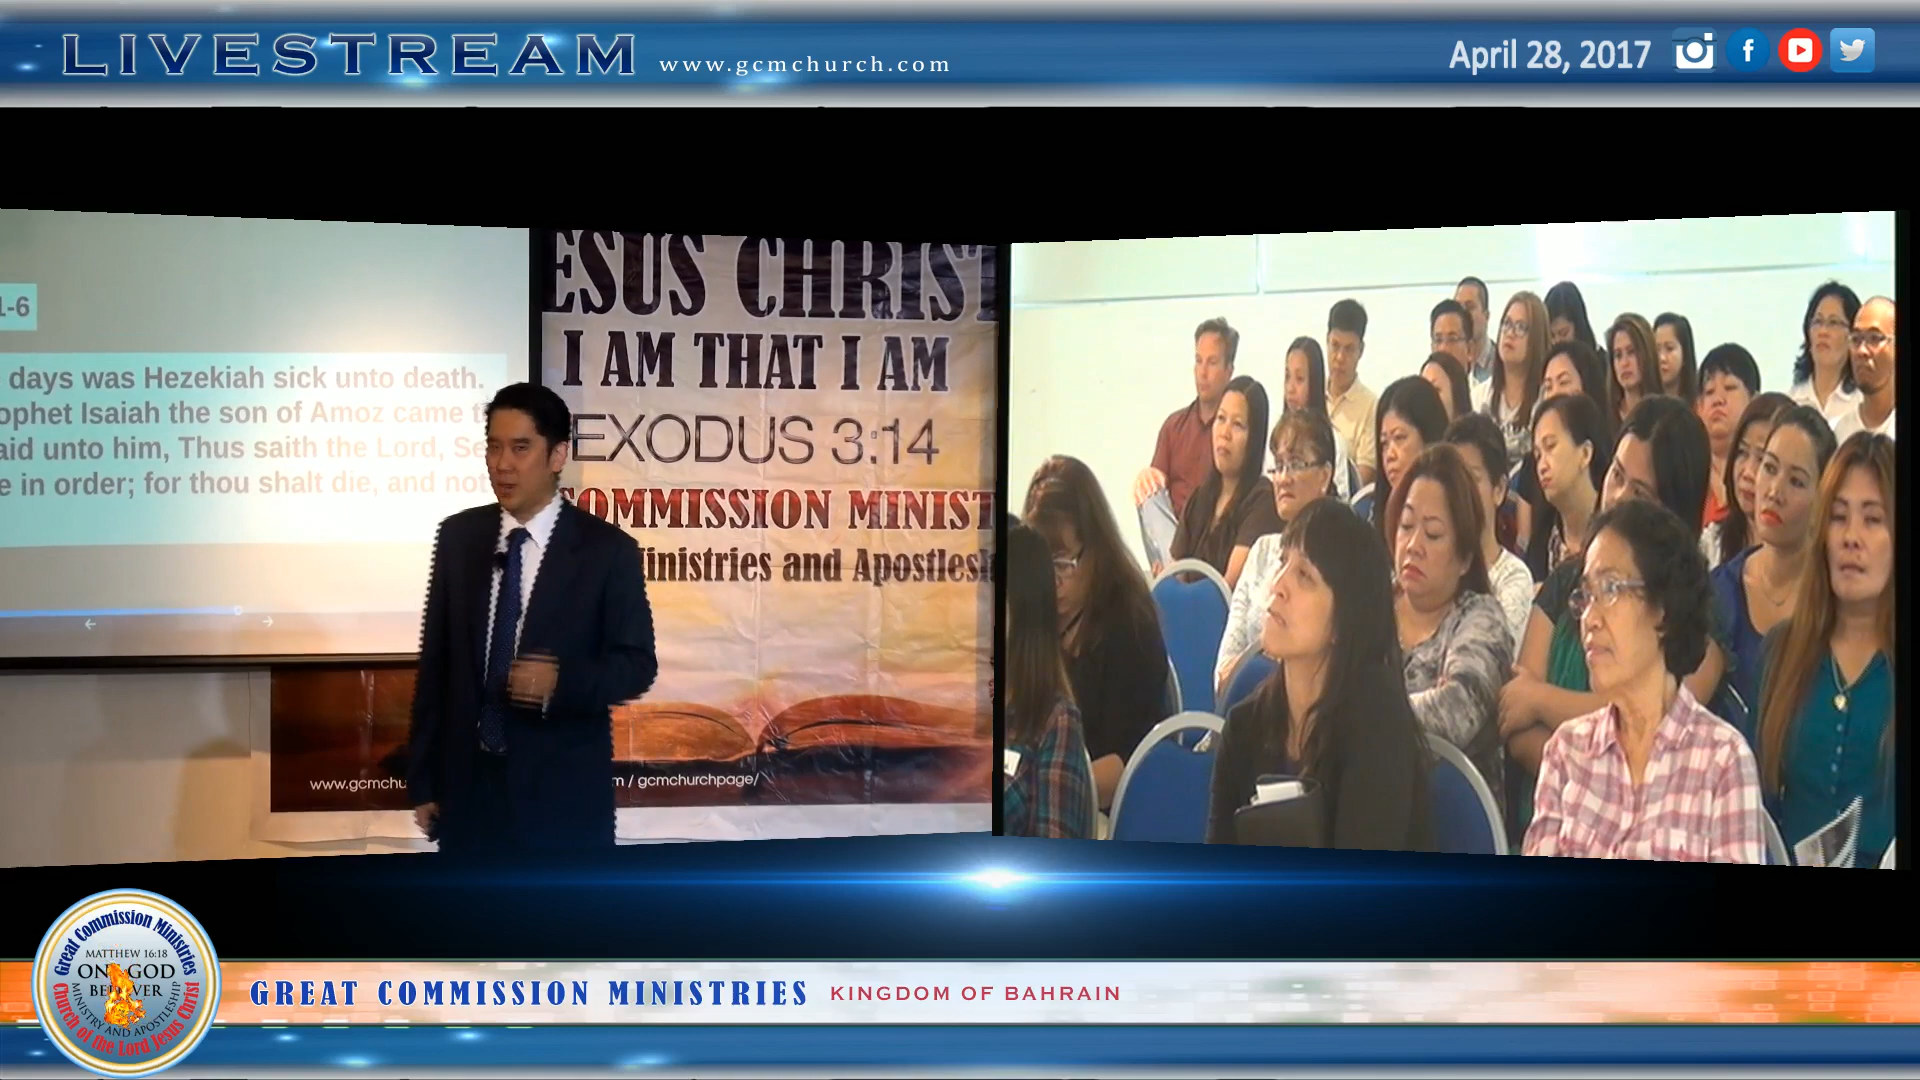 LIVESTREAM www.gcmchurch.com
April 28, 2017
1-6
days was Hezekiah sick unto death.
ophet Isaiah the son of Amoz came t
aid unto him, Thus saith the Lord, Se
e in order; for thou shalt die, and not
ESUS CHRIST
I AM THAT I AM
EXODUS 3:14
COMMISSION MINIST
inistries and Apostlesh
www.gcmchu
m / gcmchurchpage/
Great Commission Ministries
MATTHEW 16:18
ONE GOD
BELIEVER
MINISTRY AND APOSTLESHIP
Church of the Lord Jesus Christ
GREAT COMMISSION MINISTRIES KINGDOM OF BAHRAIN